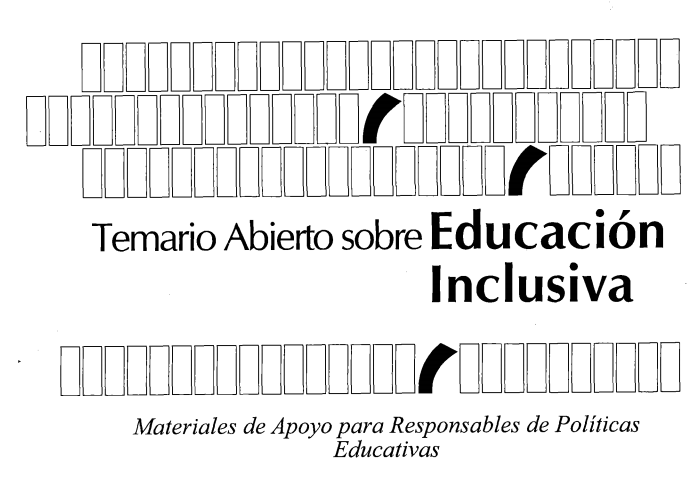 Temario Abierto sobre Educación
Inclusiva
Materiales de Apoyo para Responsables de Políticas
Educativas